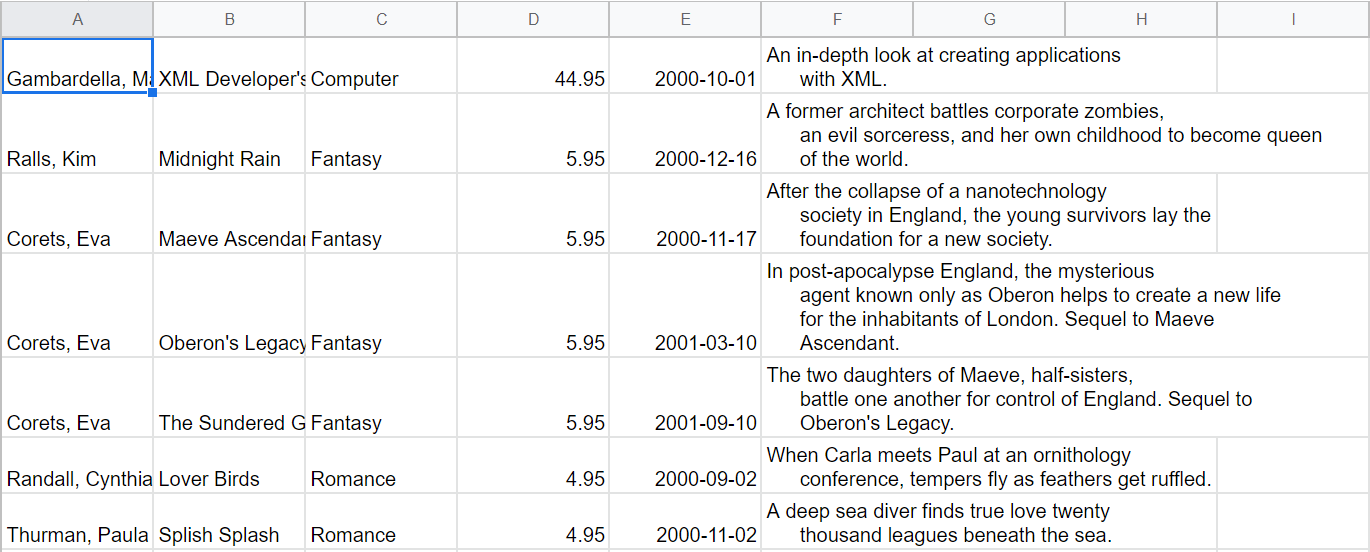 A B C D E F G H I
Gambardella, Ma XML Developer's Computer 44.95 2000-10-01 An in-depth look at creating applications
with XML.
Ralls, Kim Midnight Rain Fantasy 5.95 2000-12-16 A former architect battles corporate zombies,
an evil sorceress, and her own childhood to become queen
of the world.
Corets, Eva Maeve Ascendar Fantasy 5.95 2000-11-17 After the collapse of a nanotechnology
society in England, the young survivors lay the
foundation for a new society.
Corets, Eva Oberon's Legacy Fantasy 5.95 2001-03-10 In post-apocalypse England, the mysterious
agent known only as Oberon helps to create a new life
for the inhabitants of London. Sequel to Maeve
Ascendant.
Corets, Eva The Sundered G Fantasy 5.95 2001-09-10 The two daughters of Maeve, half-sisters,
battle one another for control of England. Sequel to
Oberon's Legacy.
Randall, Cynthia Lover Birds Romance 4.95 2000-09-02 When Carla meets Paul at an ornithology
conference, tempers fly as feathers get ruffled.
Thurman, Paula Splish Splash Romance 4.95 2000-11-02 A deep sea diver finds true love twenty
thousand leagues beneath the sea.